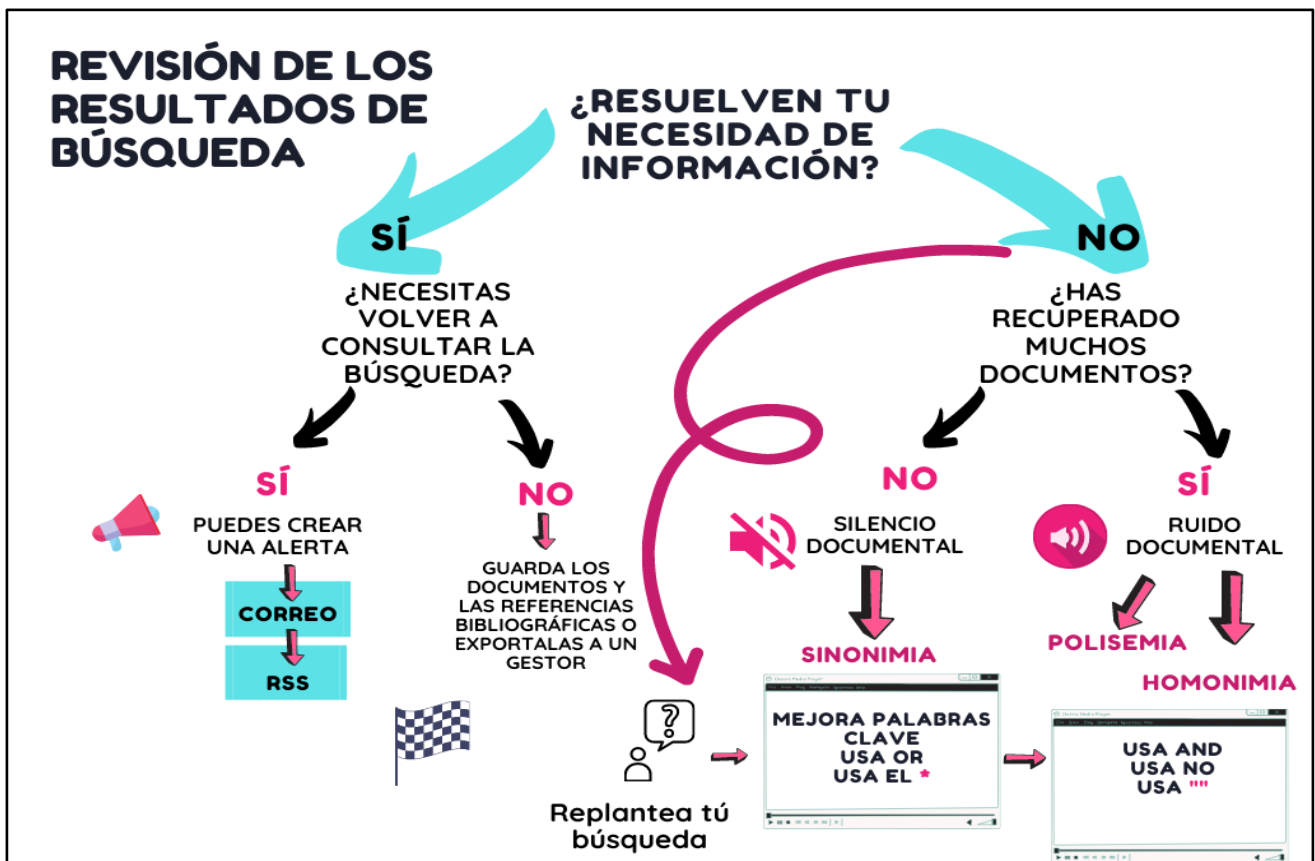 REVISIÓN DE LOS
RESULTADOS DE
BÚSQUEDA
¿RESUELVEN TU
NECESIDAD DE
INFORMACIÓN?
SÍ
¿NECESITAS
VOLVER A
CONSULTAR LA
BÚSQUEDA?
SÍ
PUEDES CREAR
UNA ALERTA
CORREO
RSS
NO
GUARDA LOS
DOCUMENTOS Y
LAS REFERENCIAS
BIBLIOGRÁFICAS O
EXPORTALAS A UN
GESTOR
NO
¿HAS
RECUPERADO
MUCHOS
DOCUMENTOS?
NO
SILENCIO
DOCUMENTAL
SINONIMIA
SÍ
RUIDO
DOCUMENTAL
POLISEMIA
HOMONIMIA
?
Replantea tú
búsqueda
MEJORA PALABRAS
CLAVE
USA OR
USA EL *
USA AND
USA NO
USA ""